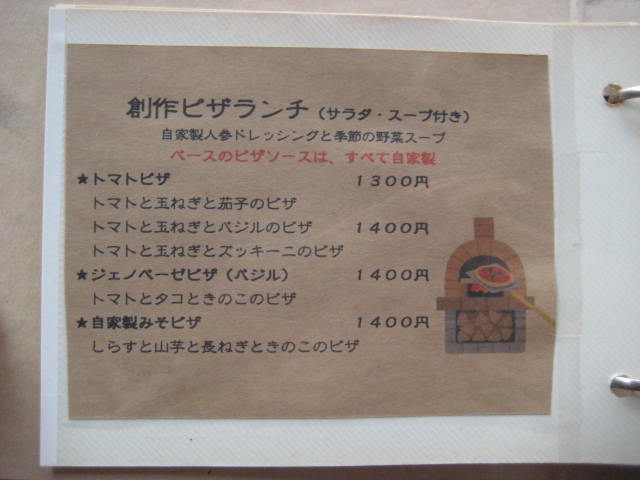 創作ピザランチ（サラダ・スープ付き）
自家製人参ドレッシングと季節の野菜スープ
ベースのピザソースは、すべて自家製
★トマトピザ　1300円
トマトと玉ねぎと茄子のピザ
トマトと玉ねぎとバジルのピザ　1400円
トマトと玉ねぎとズッキーニのピザ
★ジェノベーゼピザ（バジル）　1400円
トマトとタコときのこのピザ
★自家製みそピザ　1400円
しらすと山芋と長ねぎときのこのピザ